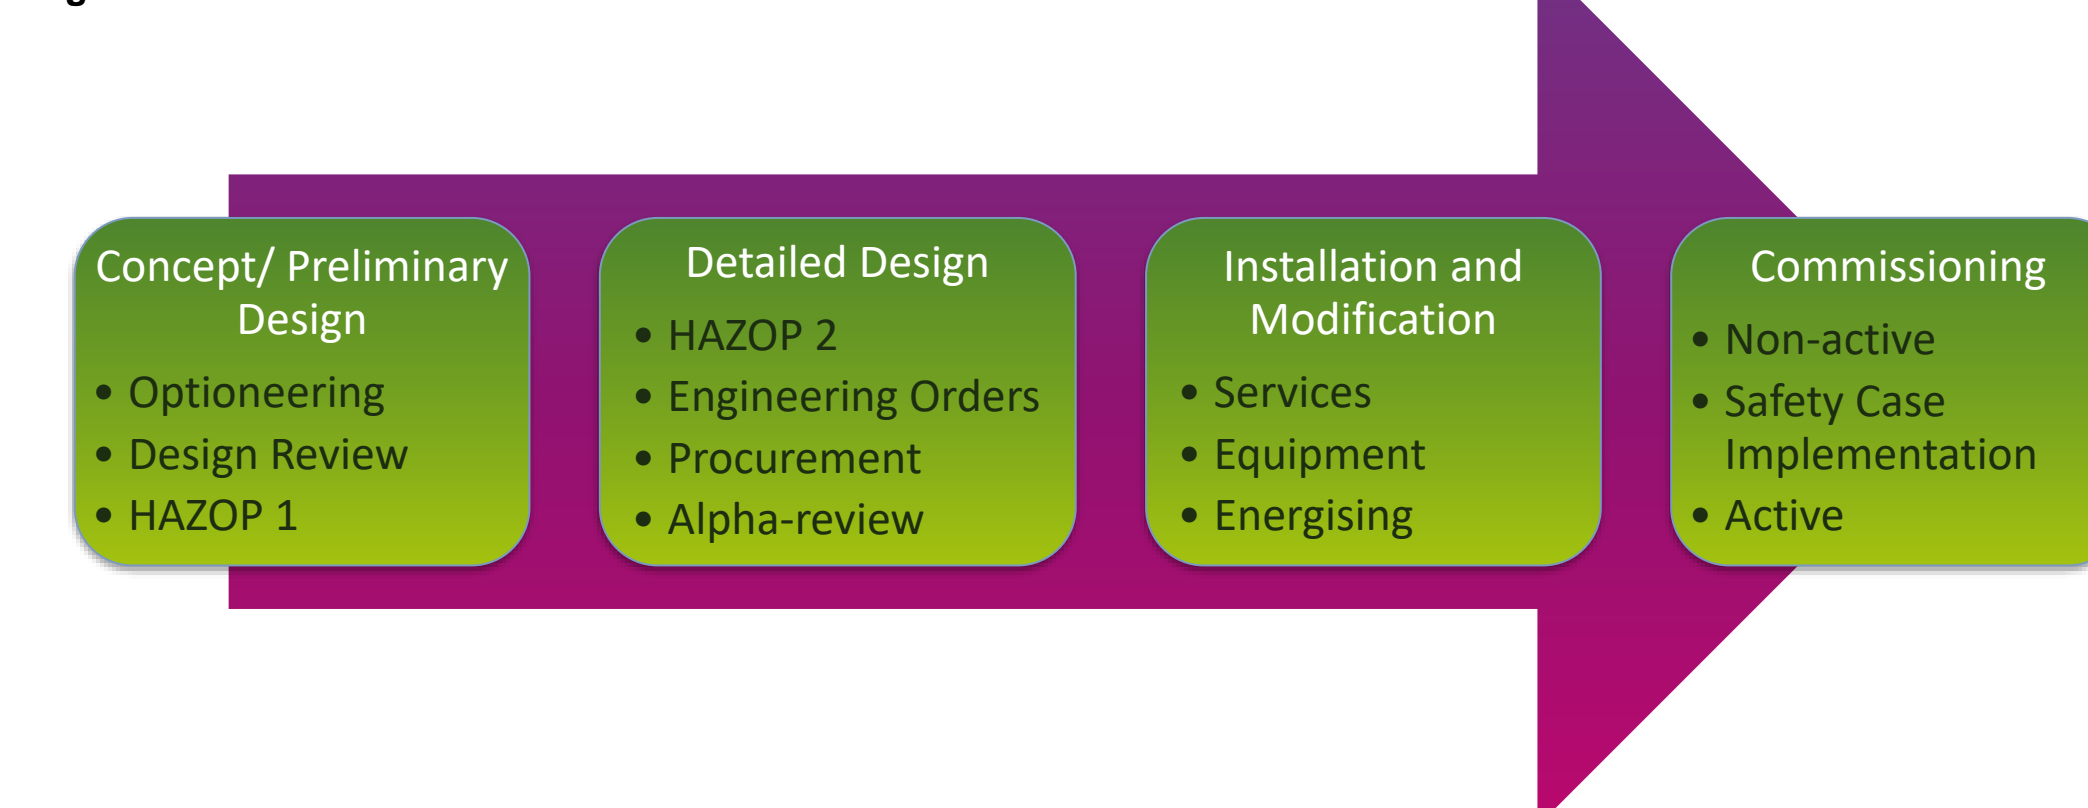 Concept/ Preliminary
Design
• Optioneering
• Design Review
• HAZOP 1
Detailed Design
• HAZOP 2
• Engineering Orders
• Procurement
• Alpha-review
Installation and
Modification
• Services
• Equipment
• Energising
Commissioning
• Non-active
• Safety Case
Implementation
• Active